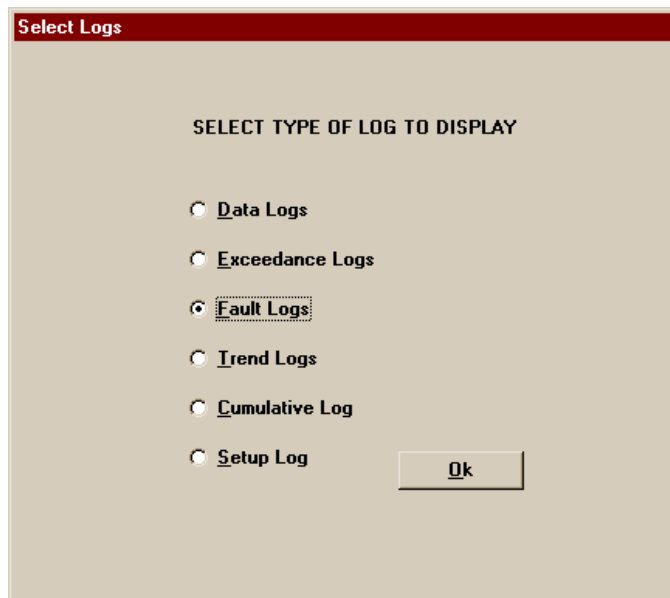 Select Logs
SELECT TYPE OF LOG TO DISPLAY
Data Logs
Exceedance Logs
Fault Logs
Trend Logs
Cumulative Log
Setup Log
Ok